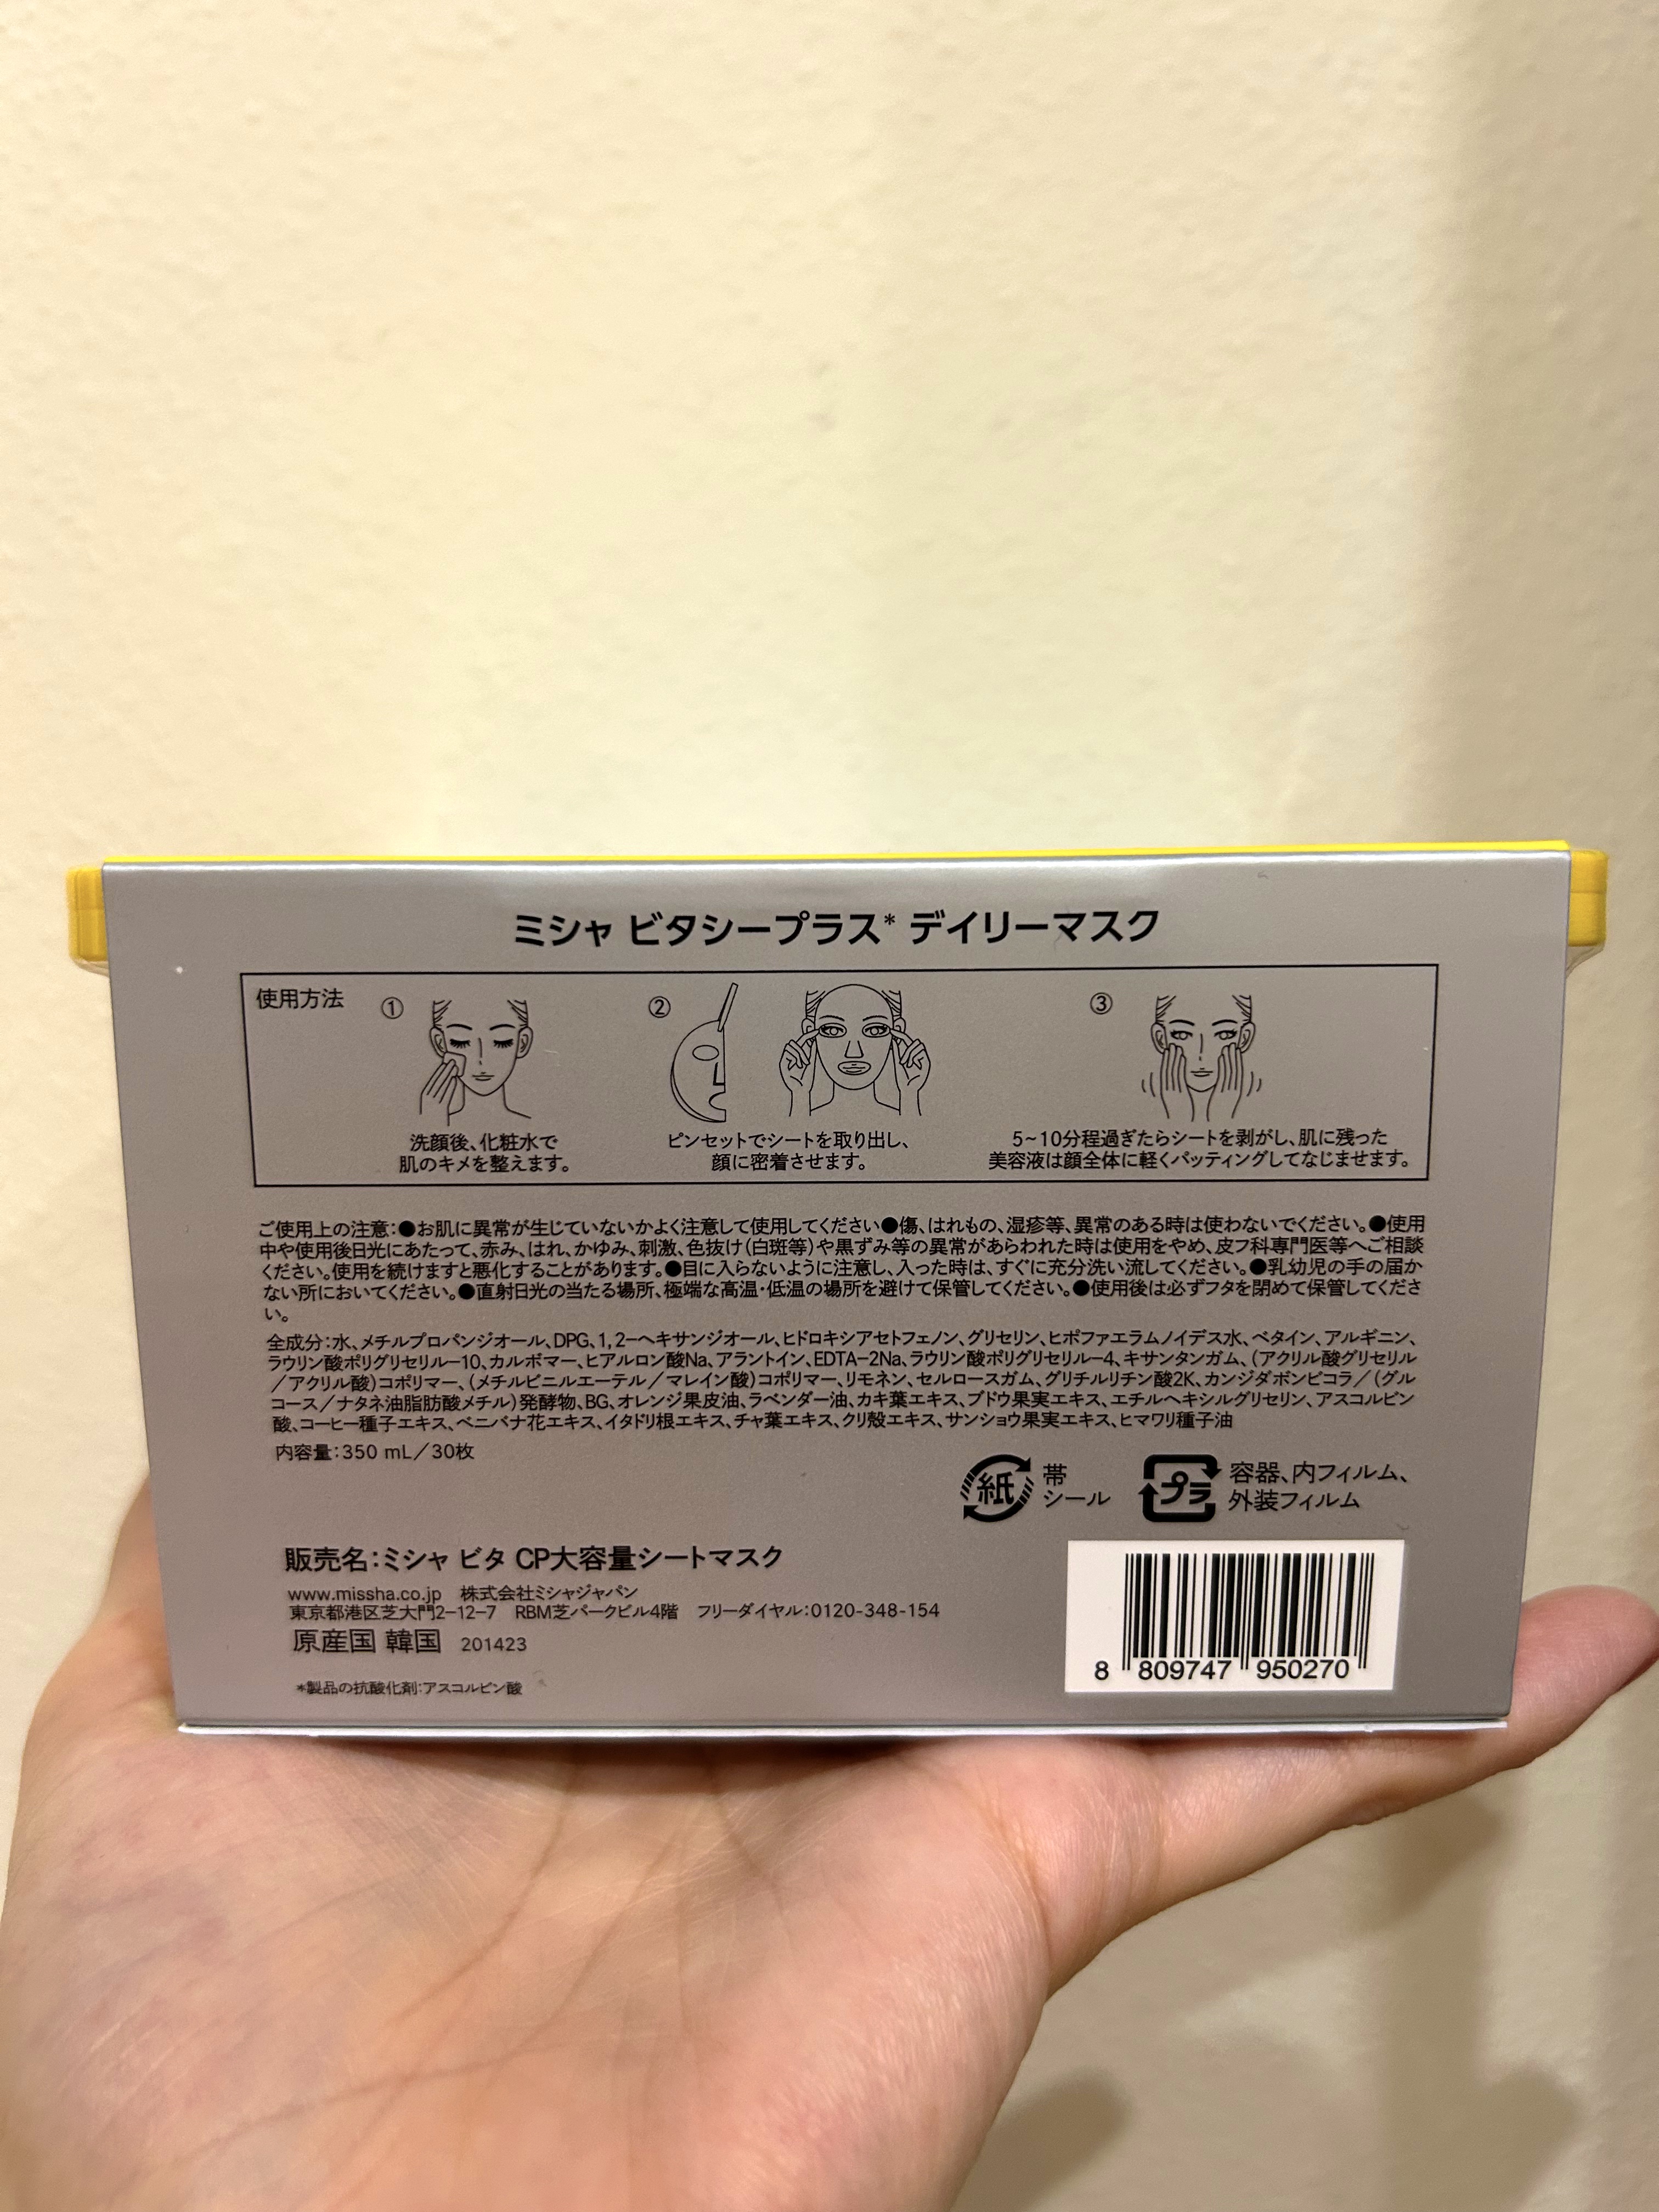 ミシャ ビタシープラス* デイリーマスク
使用方法
①
洗顔後、化粧水で
肌のキメを整えます。
②
ピンセットでシートを取り出し、
顔に密着させます。
③
5~10分程過ぎたらシートを剥がし、肌に残った
美容液は顔全体に軽くパッティングしてなじませます。
ご使用上の注意:●お肌に異常が生じていないかよく注意して使用してください●傷、はれもの、湿疹等、異常のある時は使わないでください。●使用
中や使用後日光にあたって、赤み、はれ、かゆみ、刺激、色抜け(白斑等)や黒ずみ等の異常があらわれた時は使用をやめ、皮フ科専門医等へご相談
ください。使用を続けますと悪化することがあります。●目に入らないように注意し、入った時は、すぐに充分洗い流してください。●乳幼児の手の届か
ない所においてください。●直射日光の当たる場所、極端な高温・低温の場所を避けて保管してください。●使用後は必ずフタを閉めて保管してくださ
い。
全成分:水、メチルプロパンジオール、DPG、1,2-ヘキサンジオール、ヒドロキシアセトフェノン、グリセリン、ヒポファエラムノイデス水、ベタイン、アルギニン、
ラウリン酸ポリグリセリル-10、カルボマー、ヒアルロン酸Na、アラントイン、EDTA-2Na、ラウリン酸ポリグリセリル-4、キサンタンガム、(アクリル酸グリセリル
/アクリル酸)コポリマー、(メチルビニルエーテル/マレイン酸)コポリマー、リモネン、セルロースガム、グリチルリチン酸2K、カンジダボンビコラ/(グル
コース/ナタネ油脂肪酸メチル)発酵物、BG、オレンジ果皮油、ラベンダー油、カキ葉エキス、ブドウ果実エキス、エチルヘキシルグリセリン、アスコルビン
酸、コーヒー種子エキス、ベニバナ花エキス、イタドリ根エキス、チャ葉エキス、クリ殻エキス、サンショウ果実エキス、ヒマワリ種子油
内容量:350 mL/30枚
紙 帯
シール
プラ 容器、内フィルム、
外装フィルム
販売名:ミシャ ビタ CP大容量シートマスク
www.missha.co.jp 株式会社ミシャジャパン
東京都港区芝大門2-12-7 RBM芝パークビル4階 フリーダイヤル:0120-348-154
原産国 韓国 201423
*製品の抗酸化剤:アスコルビン酸
8 809747 950270